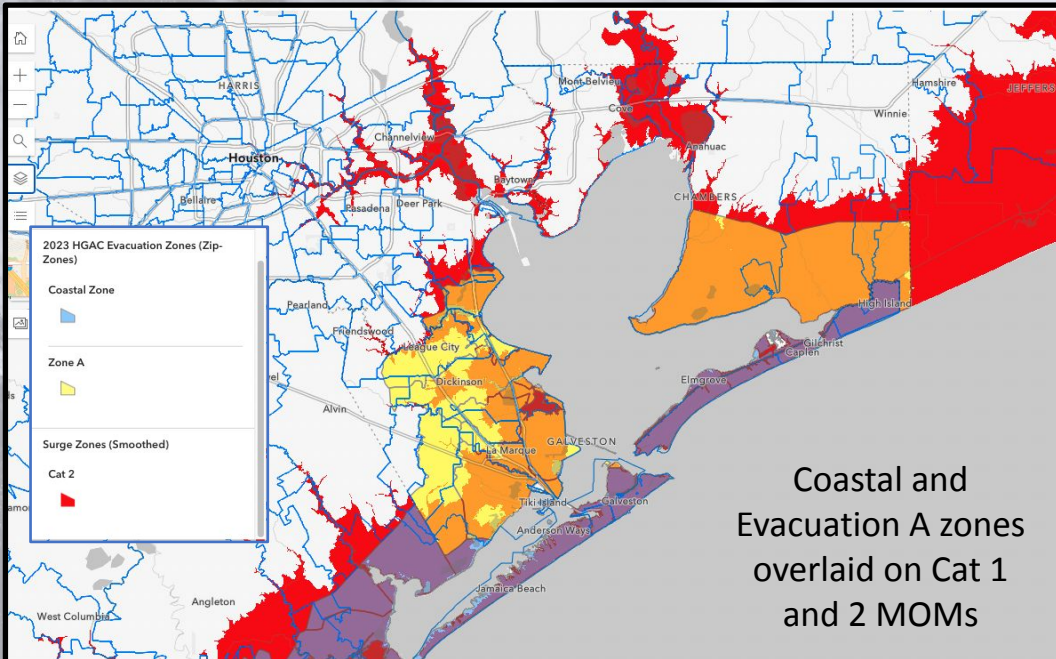 HARRIS
Mont Belvieu
Hamshire
JEFFERS
Cove
Winnie
Channelview
Houston
Anahuac
Baytown
Bellaire
Pasadena
Deer Park
CHAMBERS
2023 HGAC Evacuation Zones (Zip-
Zones)
Coastal Zone
Zone A
Surge Zones (Smoothed)
Cat 2
Pearland
High Island
Friendswood
League City
Gilchrist
Caplen
Elmgrove
Dickinson
Alvin
GALVESTON
La Marque
Tiki Island
Galveston
Anderson Ways
Jamaica Beach
Angleton
West Columbia
Coastal and
Evacuation A zones
overlaid on Cat 1
and 2 MOMs